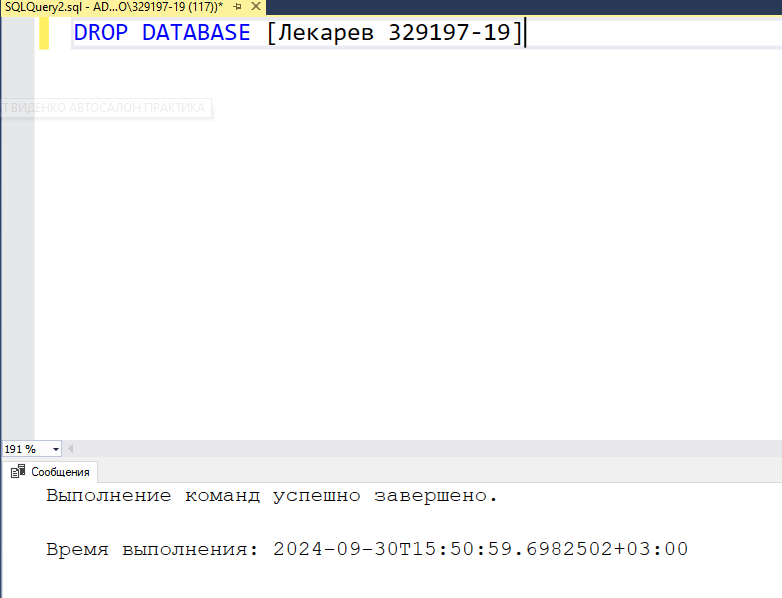 SQLQuery2.sql - AD...O\329197-19 (117))*
DROP DATABASE [Лекарев 329197-19]
Т ВИДЕНКО АВТОСАЛОН ПРАКТИКА
191 %
Сообщения
Выполнение команд успешно завершено.
Время выполнения: 2024-09-30T15:50:59.6982502+03:00